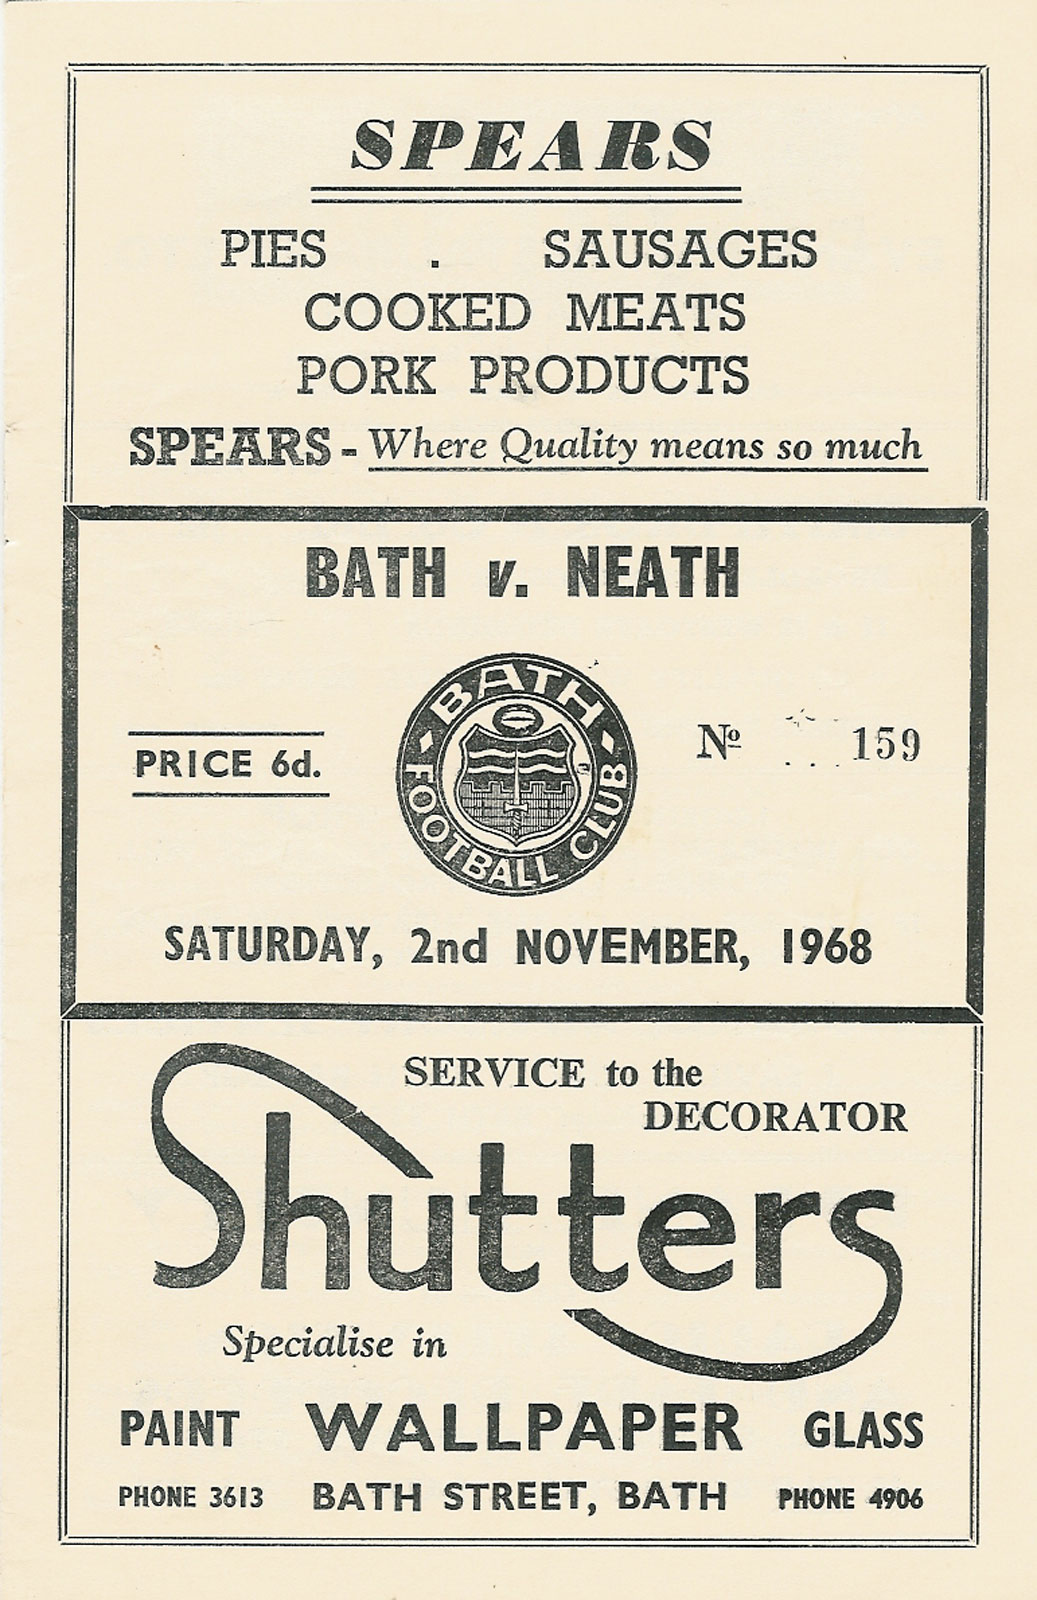 SPEARS
PIES . SAUSAGES
COOKED MEATS
PORK PRODUCTS
SPEARS - Where Quality means so much
BATH v. NEATH
BATH FOOTBALL CLUB
PRICE 6d.
Nº 159
SATURDAY, 2nd NOVEMBER, 1968
SERVICE to the
DECORATOR
Shutters
Specialise in
PAINT WALLPAPER GLASS
PHONE 3613 BATH STREET, BATH PHONE 4906